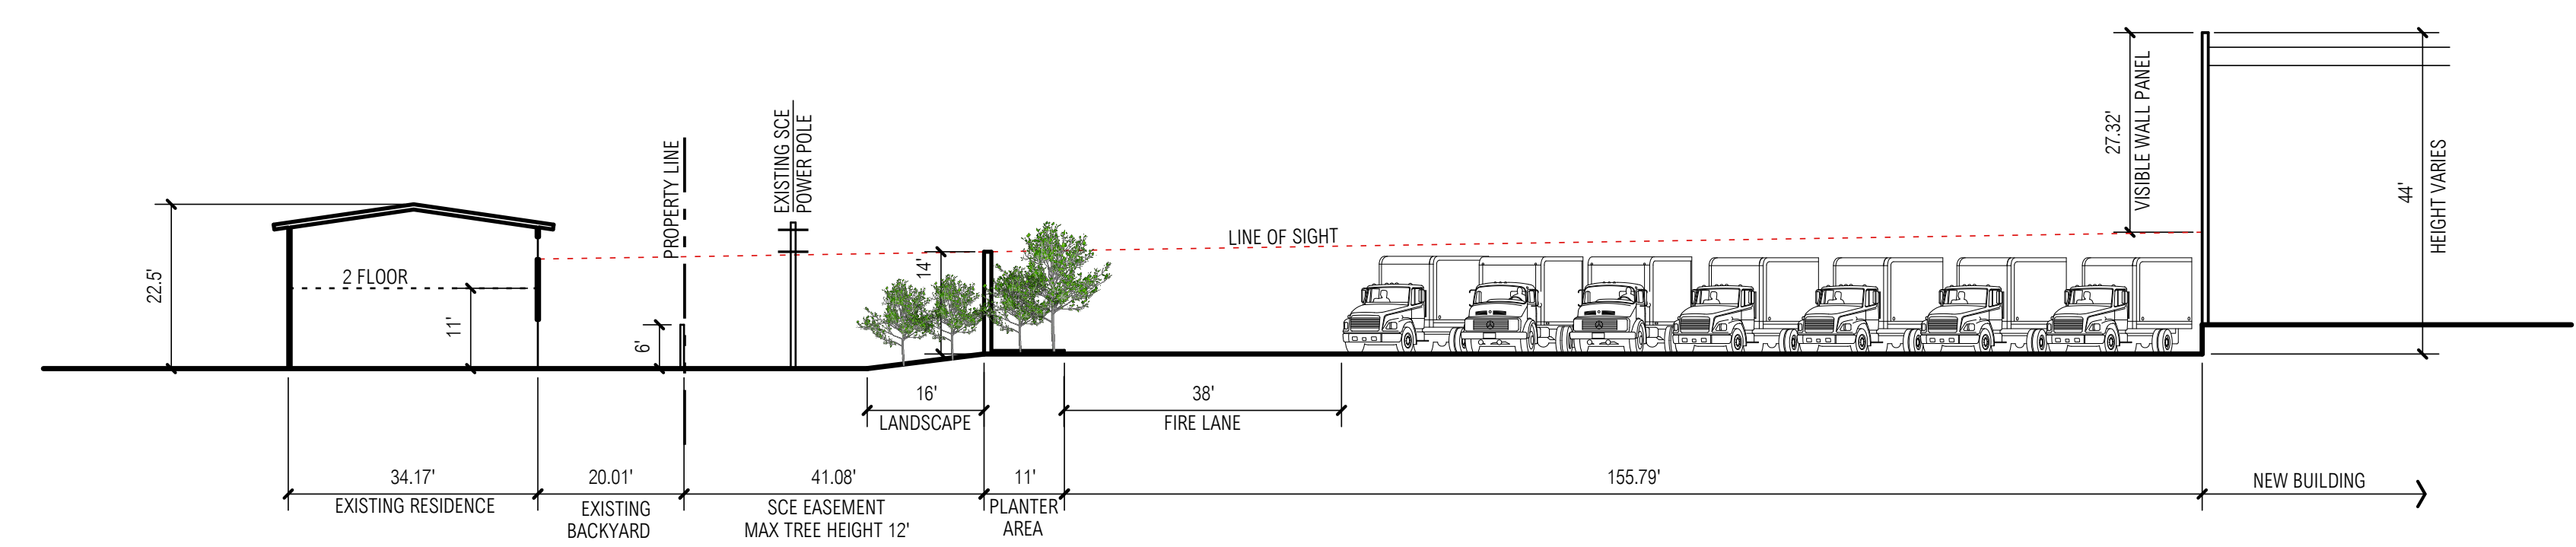 22.5'
2 FLOOR
11'
6'
PROPERTY LINE
EXISTING SCE
POWER POLE
14'
LINE OF SIGHT
27.32'
VISIBLE WALL PANEL
44'
HEIGHT VARIES
16'
LANDSCAPE
38'
FIRE LANE
34.17'
EXISTING RESIDENCE
20.01'
EXISTING
BACKYARD
41.08'
SCE EASEMENT
MAX TREE HEIGHT 12'
11'
PLANTER
AREA
155.79'
NEW BUILDING